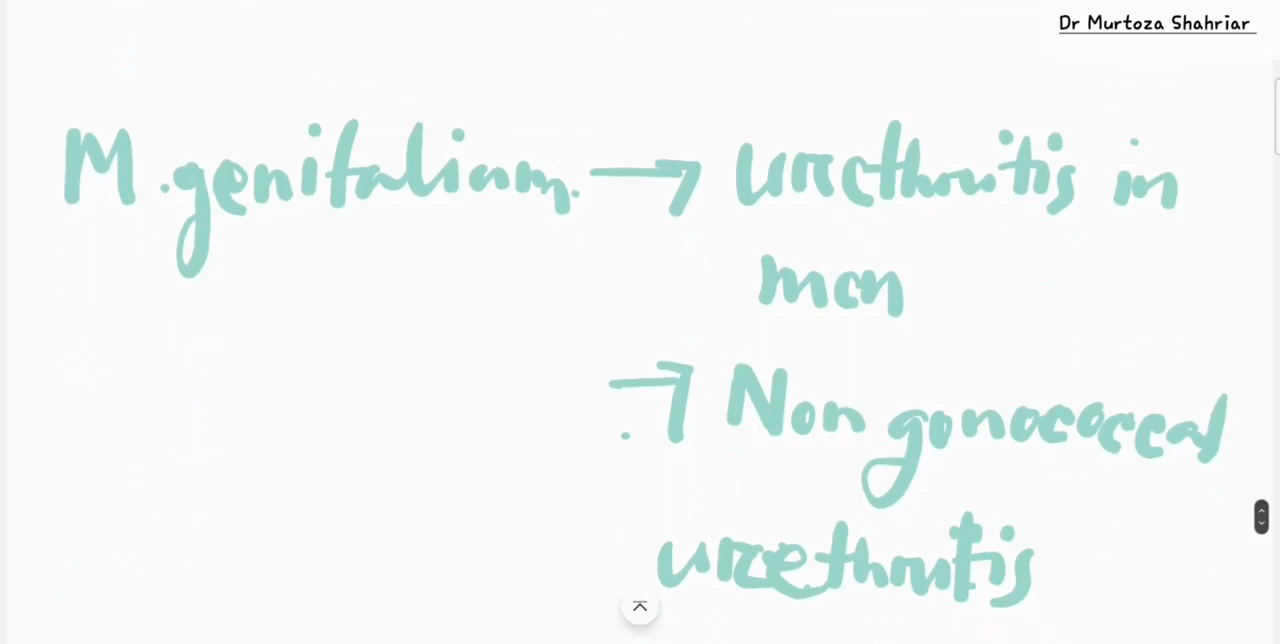 Dr Murtoza Shahriar
M.genitalium. → Urethritis in
men
→ Non gonococcal
urethritis